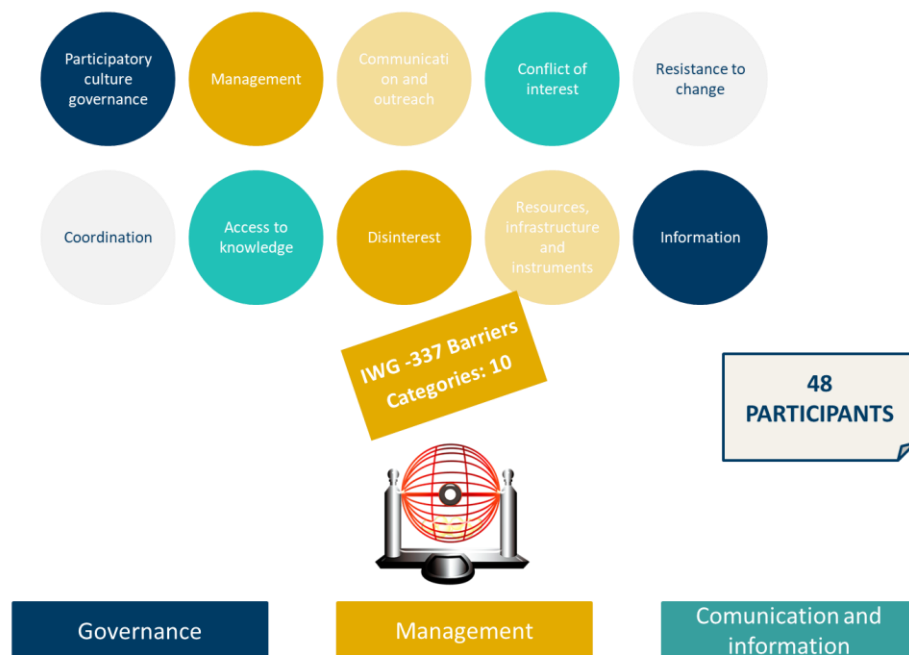 Participatory
culture
governance
Management
Communicati
on and
outreach
Conflict of
interest
Resistance to
change
Coordination
Access to
knowledge
Disinterest
Resources,
infrastructure
and
instruments
Information
IWG -337 Barriers
Categories: 10
48
PARTICIPANTS
Governance
Management
Comunication and
information